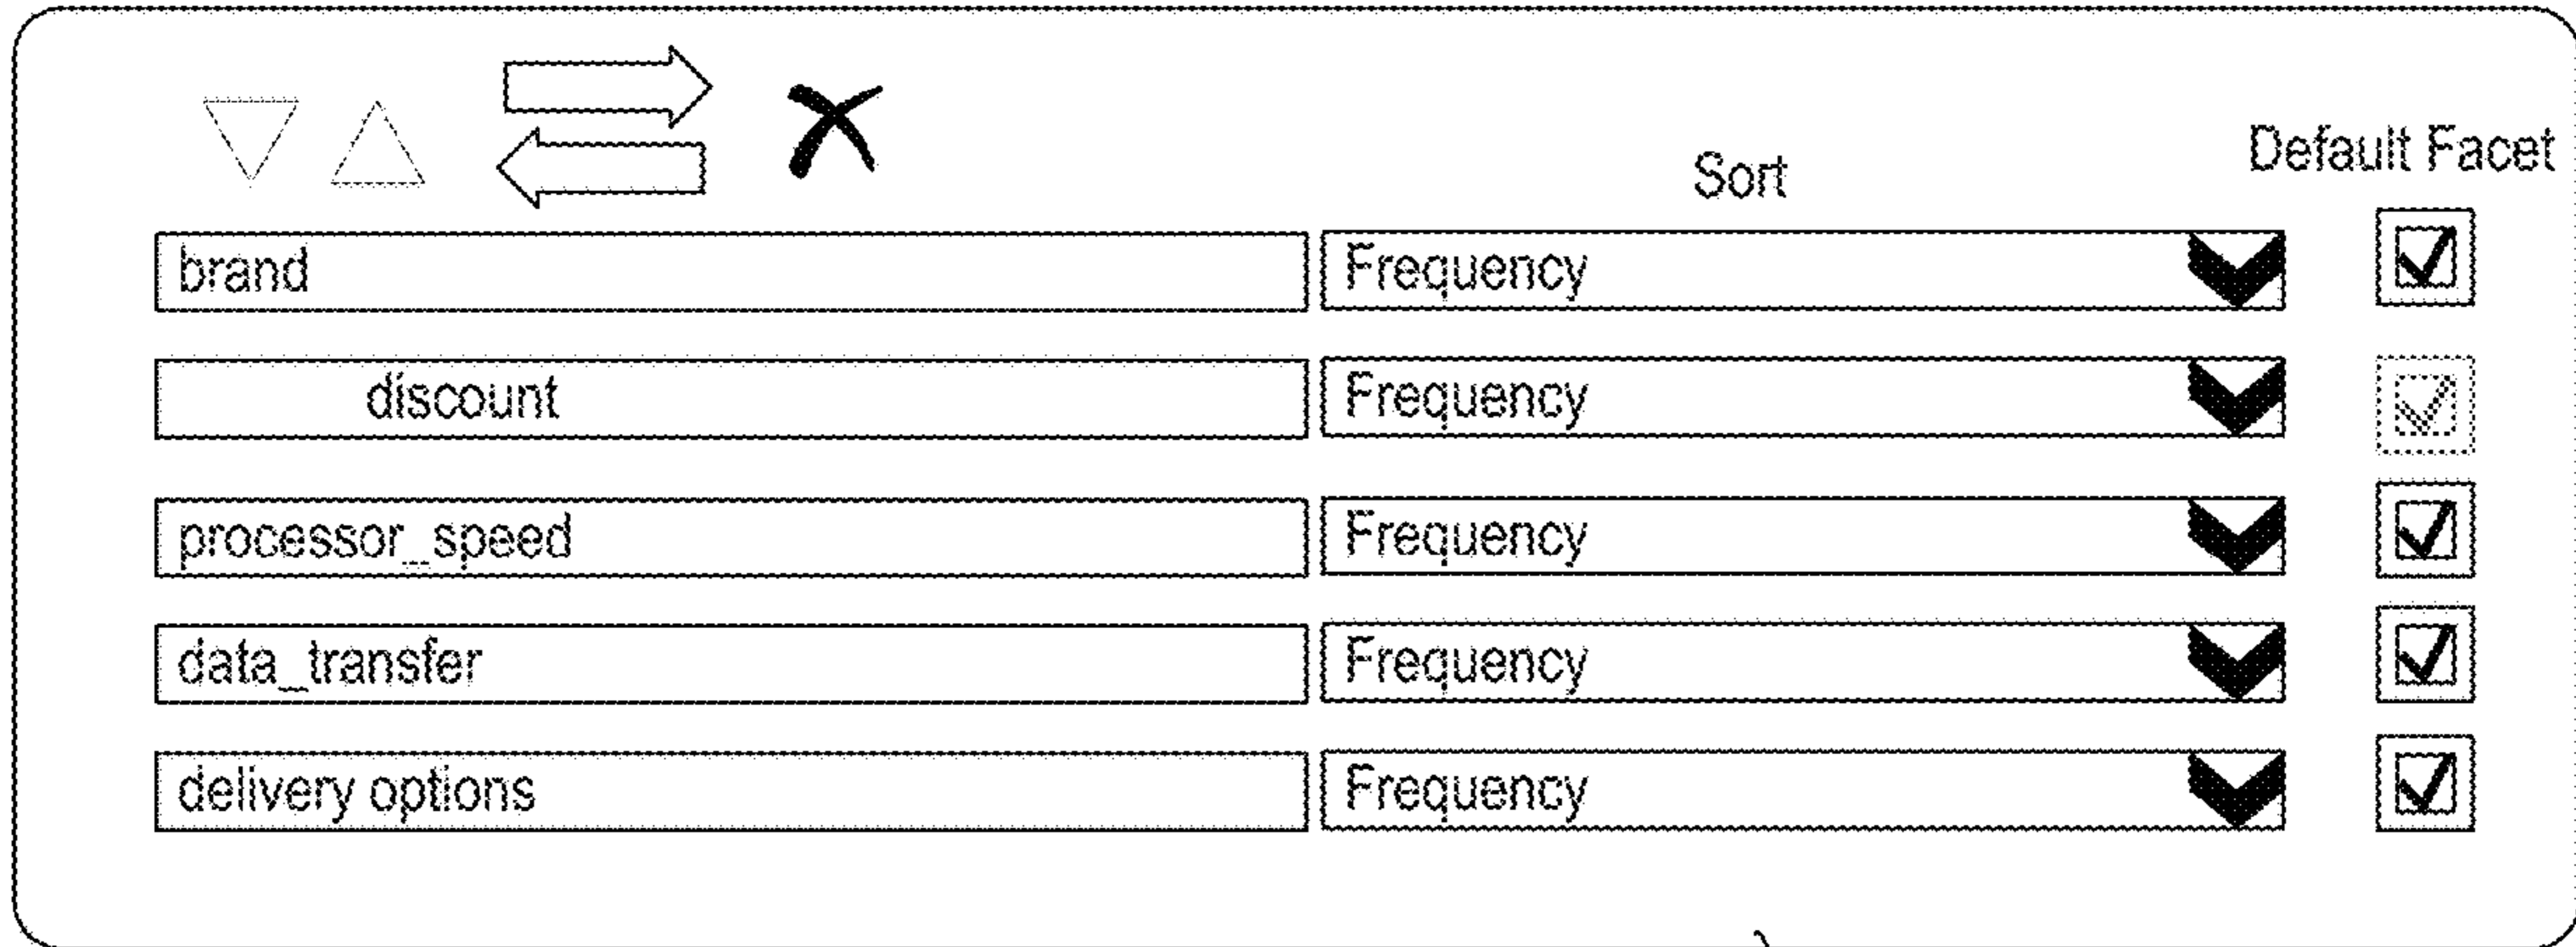 Sort
Default Facet
brand Frequency
discount Frequency
processor_speed Frequency
data_transfer Frequency
delivery options Frequency